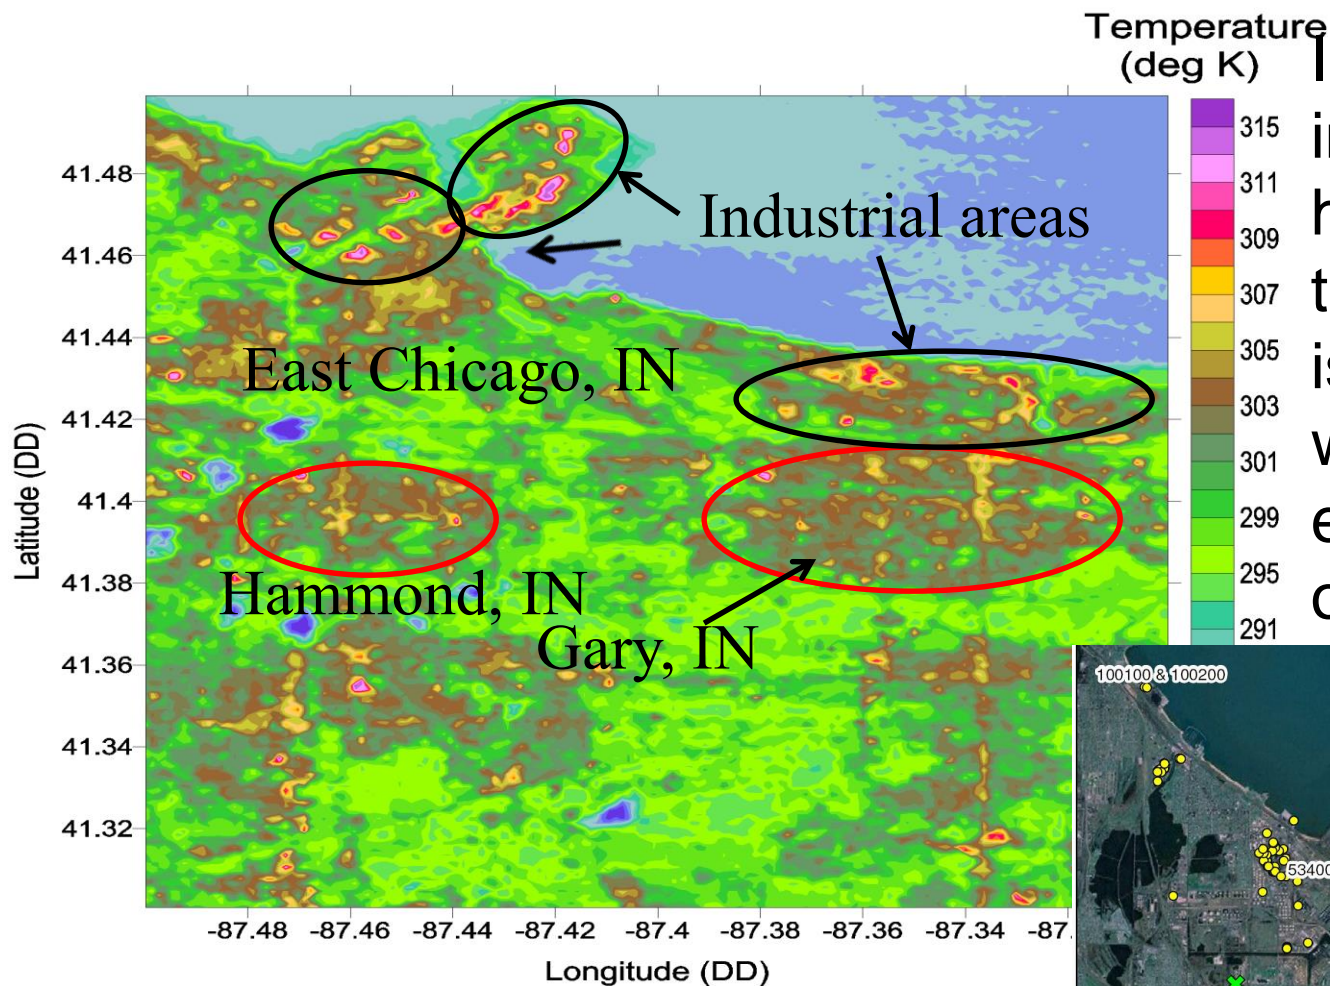 Temperature
(deg K)
315
311
309
307
305
303
301
299
295
291
41.48
41.46
41.44
41.42
41.4
41.38
41.36
41.34
41.32
Latitude (DD)
Industrial areas
East Chicago, IN
Hammond, IN
Gary, IN
-87.48 -87.46 -87.44 -87.42 -87.4 -87.38 -87.36 -87.34 -87.
Longitude (DD)
100100 & 100200
53400